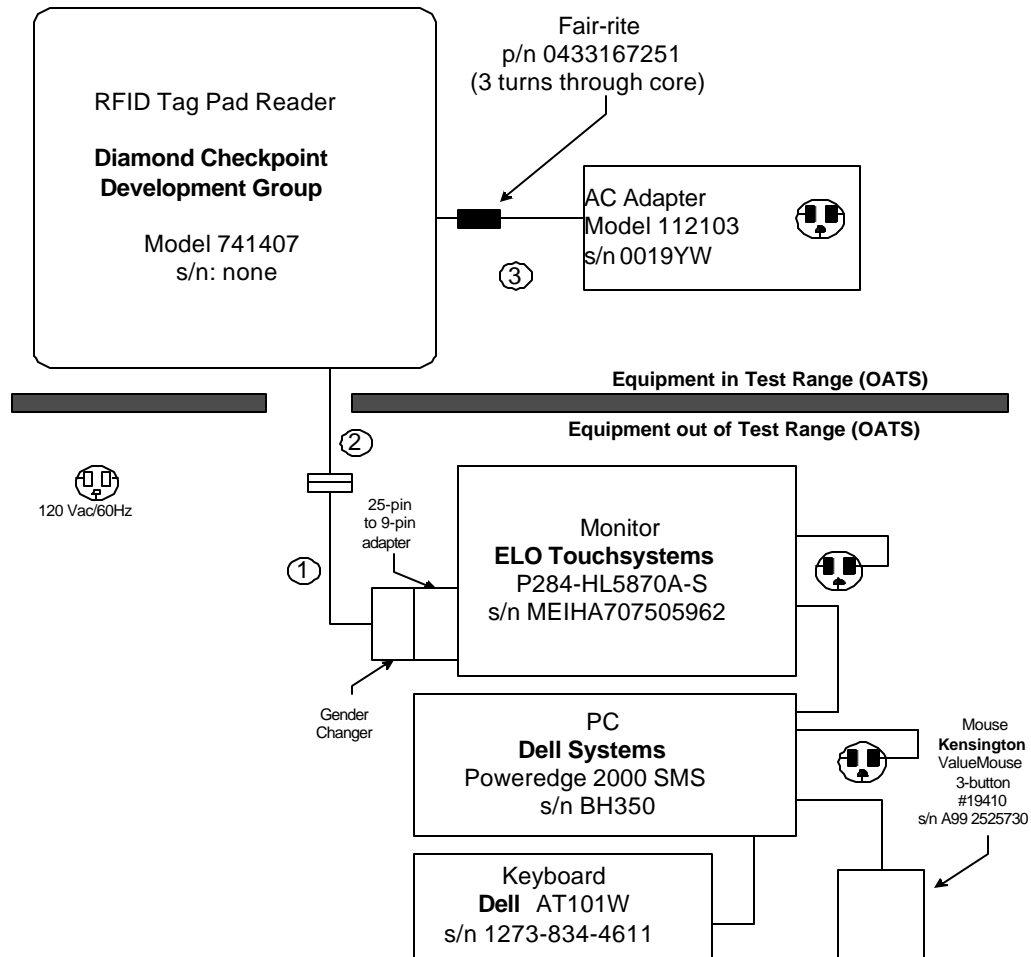 Fair-rite
p/n 0433167251
(3 turns through core)
RFID Tag Pad Reader
Diamond Checkpoint
Development Group
Model 741407
s/n: none
AC Adapter
Model 112103
s/n 0019YW
3
Equipment in Test Range (OATS)
Equipment out of Test Range (OATS)
2
120 Vac/60Hz
25-pin
to 9-pin
adapter
1
Monitor
ELO Touchsystems
P284-HL5870A-S
s/n MEIHA707505962
Gender
Changer
PC
Dell Systems
Poweredge 2000 SMS
s/n BH350
Mouse
Kensington
ValueMouse
3-button
#19410
s/n A99 2525730
Keyboard
Dell AT101W
s/n 1273-834-4611